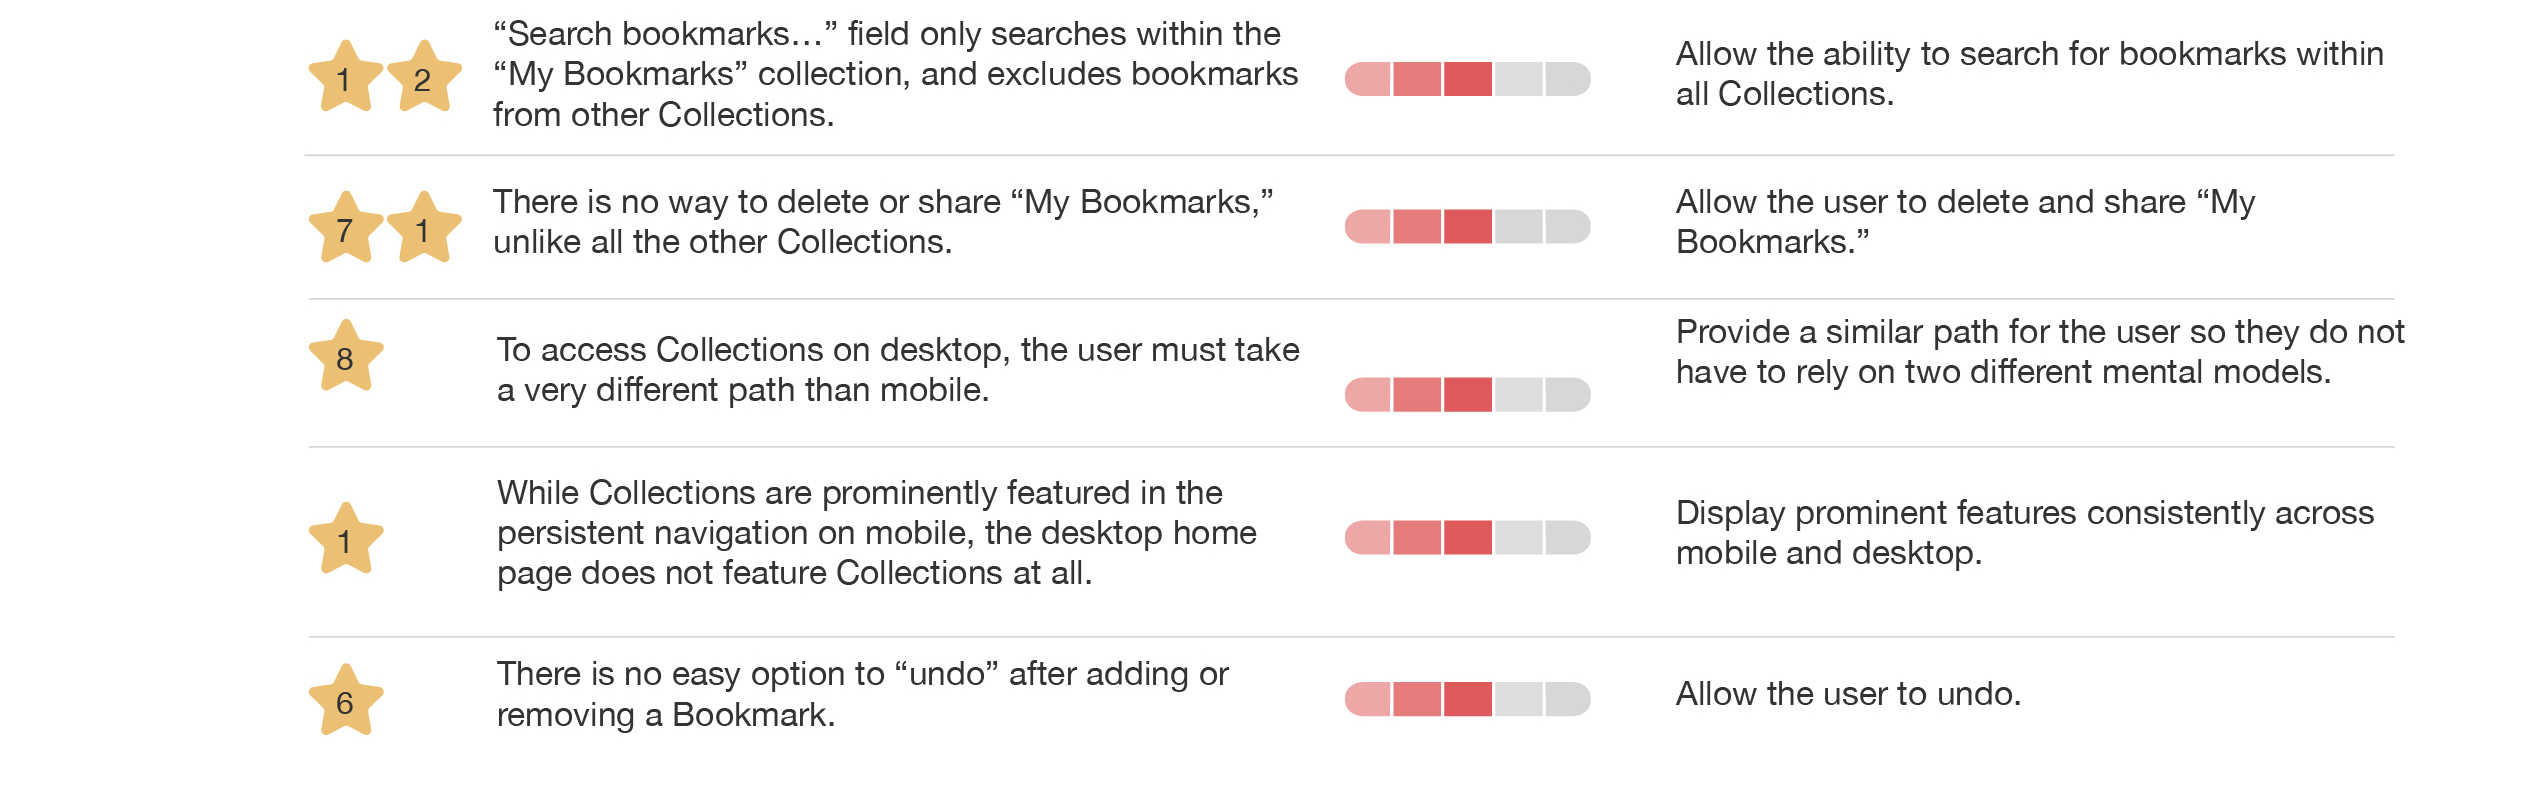 1 2
“Search bookmarks…” field only searches within the
“My Bookmarks” collection, and excludes bookmarks
from other Collections.
Allow the ability to search for bookmarks within
all Collections.
7 1
There is no way to delete or share “My Bookmarks,”
unlike all the other Collections.
Allow the user to delete and share “My
Bookmarks.”
8
To access Collections on desktop, the user must take
a very different path than mobile.
Provide a similar path for the user so they do not
have to rely on two different mental models.
1
While Collections are prominently featured in the
persistent navigation on mobile, the desktop home
page does not feature Collections at all.
Display prominent features consistently across
mobile and desktop.
6
There is no easy option to “undo” after adding or
removing a Bookmark.
Allow the user to undo.